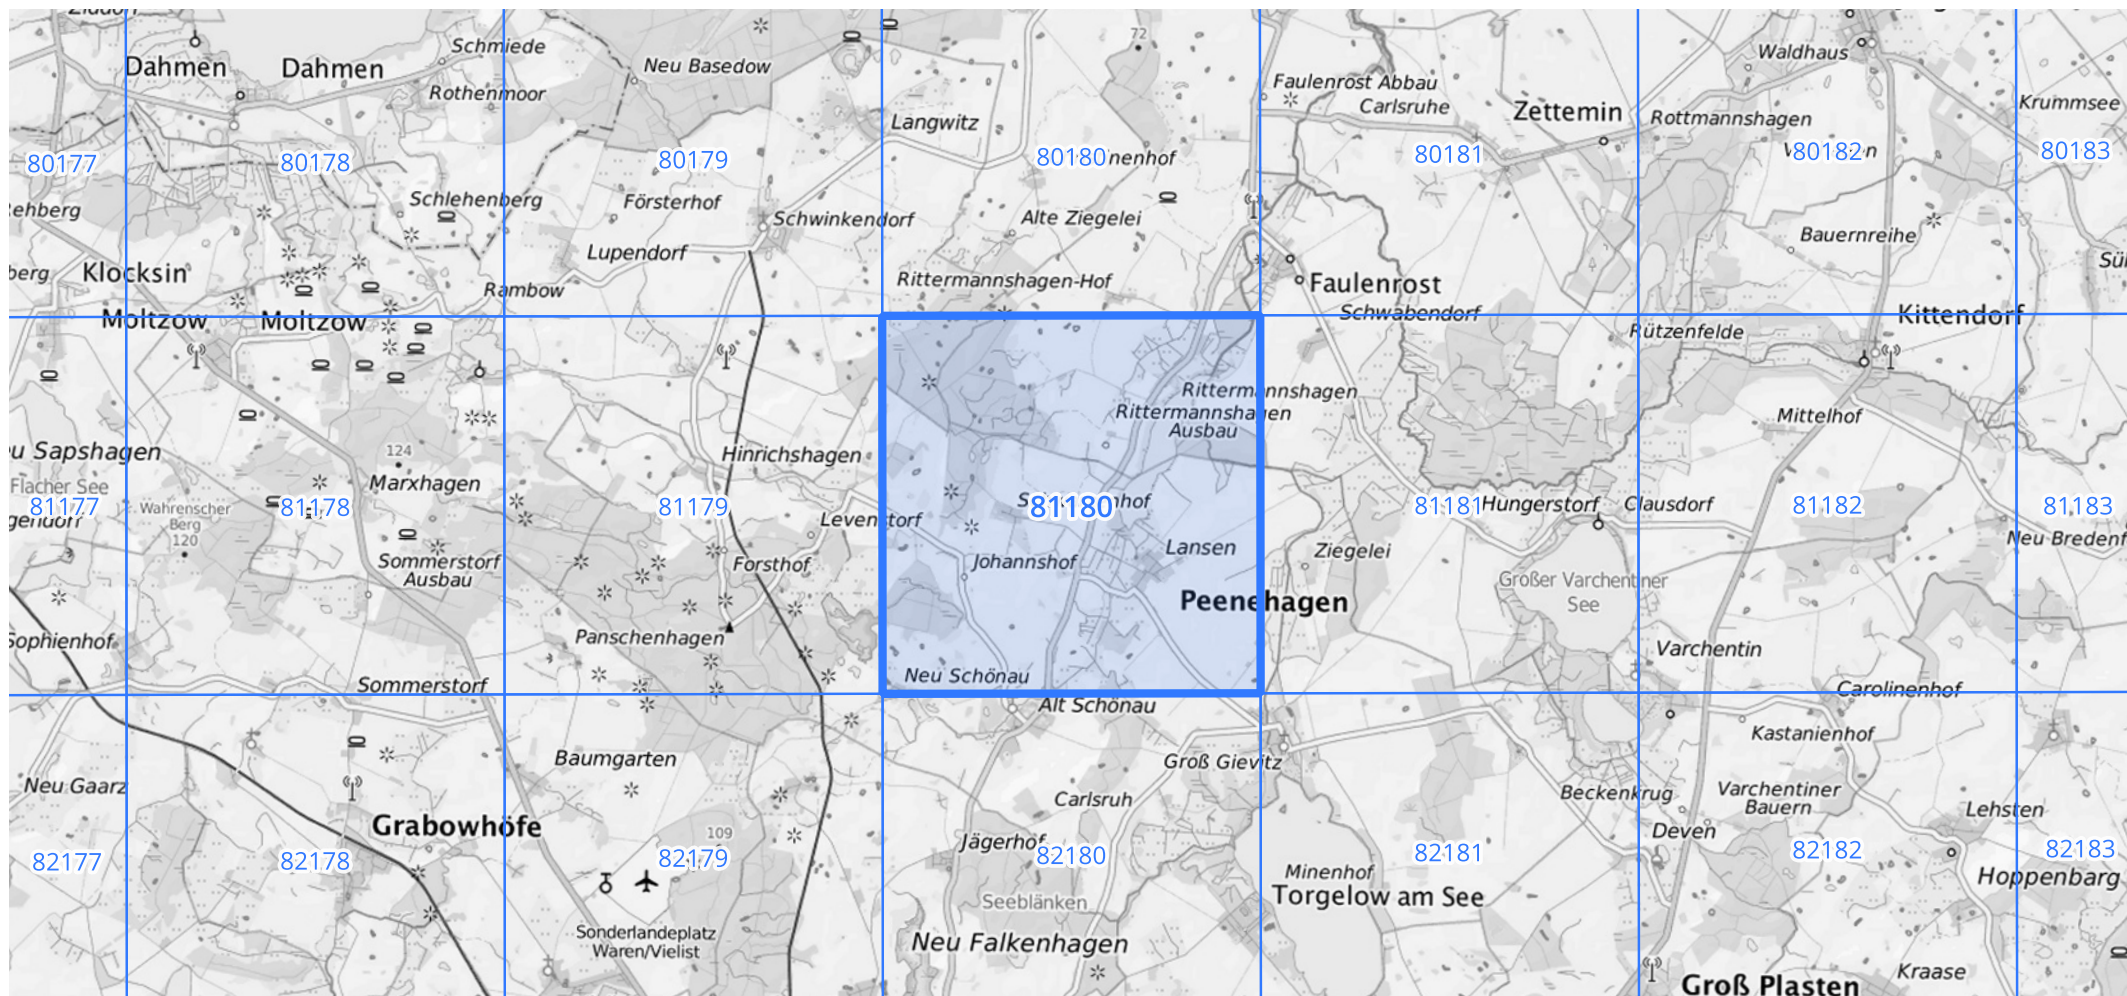 Schmiede
Neu Basedow
72
Waldhaus
Dahmen
Dahmen
Faulenrost Abbau
Rothenmoor
Carlsruhe
Zettemin
Krummsee
Langwitz
Rottmannshagen
80177
80178
80179
80180
80181
80182
80183
Schlehenberg
Försterhof
Schwinkendorf
Alte Ziegelei
Bauernreihe
Lupendorf
Klocksin
Rambow
Rittermannshagen-Hof
Faulenrost
Schwabendorf
Kittendorf
Moltzow
Moltzow
Rützenfelde
Rittermannshagen
Rittermannshagen
Ausbau
Mittelhof
124
Hinrichshagen
Sapshagen
Flacher See
Marxhagen
Wahrenscher
Berg
120
81177
81178
81179
81180
81181
81182
81183
Hungerstorf
Clausdorf
Levenstorf
Neu
Sommerstorf
Ausbau
Forsthof
Johannshof
Lansen
Ziegelei
Großer Varchentiner
See
Peenehagen
Sophienhof
Panschenhagen
Varchentin
Neu Schönau
Sommerstorf
Carolinenhof
Alt Schönau
Kastanienhof
Baumgarten
Groß Gievitz
Neu Gaarz
Carlsruh
Beckenkrug
Varchentiner
Bauern
Lehsten
Grabowhöfe
109
Jägerhof
Deven
82177
82178
82179
82180
82181
82182
82183
Minenhof
Hoppenbarg
Torgelow am See
Seeblänken
Sonderlandeplatz
Waren/Vielist
Neu Falkenhagen
Kraase
Groß Plasten